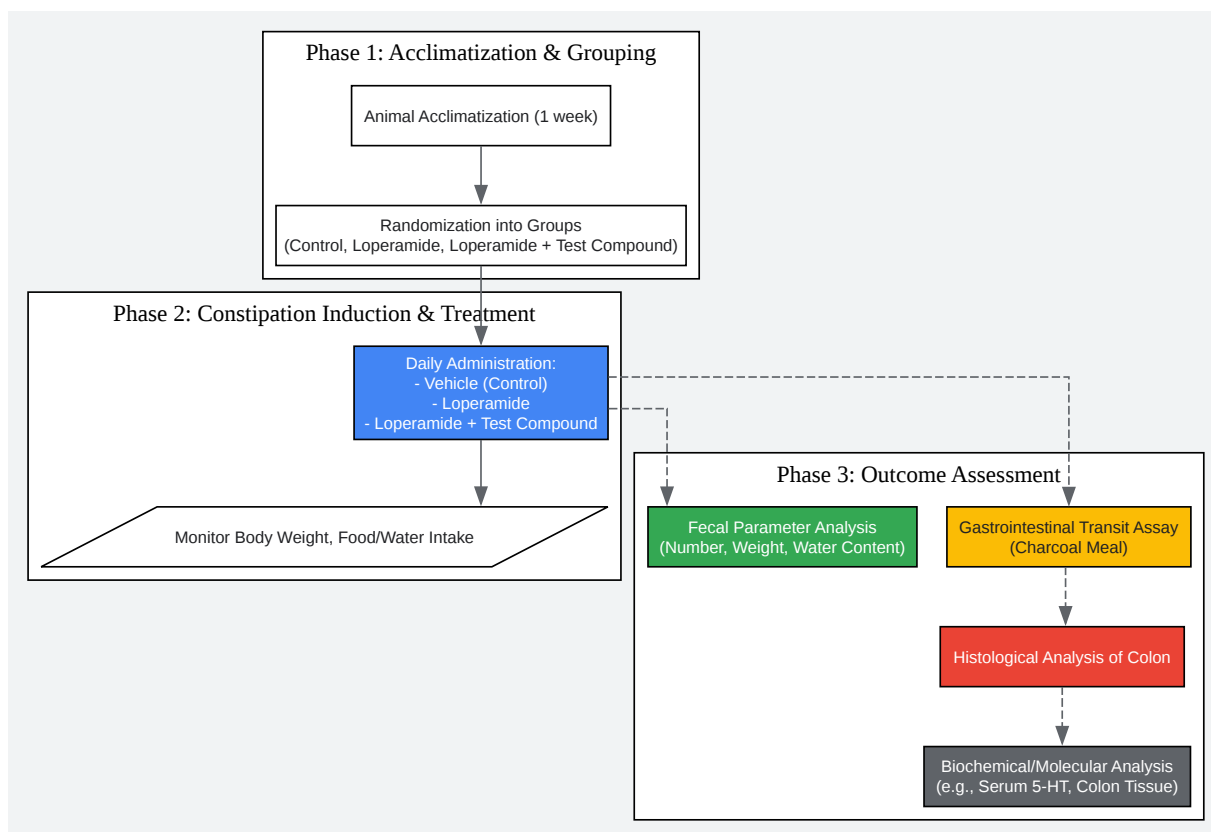 Phase 1: Acclimatization & Grouping
Animal Acclimatization (1 week)
Randomization into Groups
(Control, Loperamide, Loperamide + Test Compound)
Phase 2: Constipation Induction & Treatment
Daily Administration:
- Vehicle (Control)
- Loperamide
- Loperamide + Test Compound
Monitor Body Weight, Food/Water Intake
Phase 3: Outcome Assessment
Fecal Parameter Analysis
(Number, Weight, Water Content)
Gastrointestinal Transit Assay
(Charcoal Meal)
Histological Analysis of Colon
Biochemical/Molecular Analysis
(e.g., Serum 5-HT, Colon Tissue)